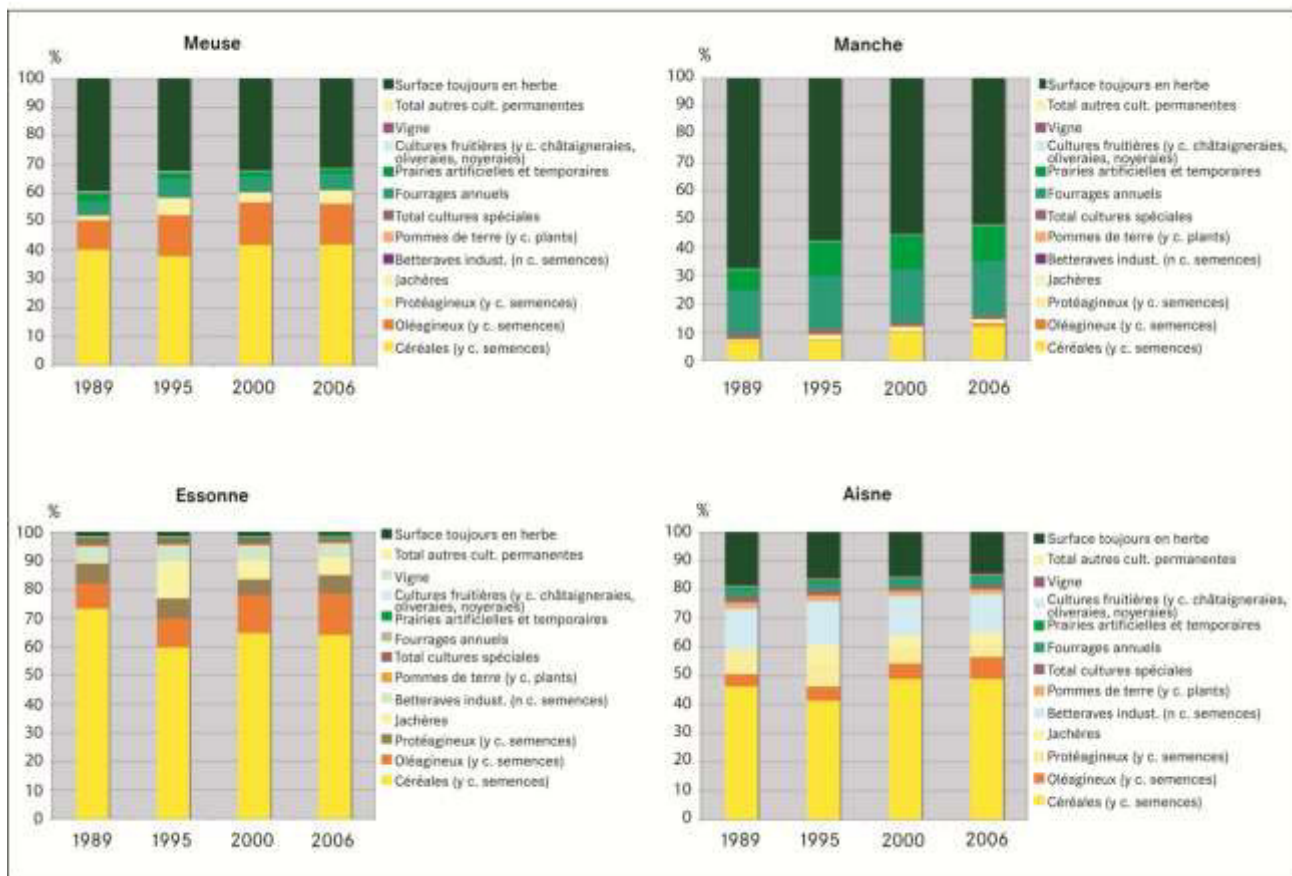 Meuse
%
100
90
80
70
60
50
40
30
20
10
0
1989 1995 2000 2006
Surface toujours en herbe
Total autres cult. permanentes
Vigne
Cultures fruitières (y c. châtaigneraies,
oliveraies, noyeraies)
Prairies artificielles et temporaires
Fourrages annuels
Total cultures spéciales
Pommes de terre (y c. plants)
Betteraves indust. (n c. semences)
Jachères
Protéagineux (y c. semences)
Oléagineux (y c. semences)
Céréales (y c. semences)
Manche
%
100
90
80
70
60
50
40
30
20
10
0
1989 1995 2000 2006
Surface toujours en herbe
Total autres cult. permanentes
Vigne
Cultures fruitières (y c. châtaigneraies,
oliveraies, noyeraies)
Prairies artificielles et temporaires
Fourrages annuels
Total cultures spéciales
Pommes de terre (y c. plants)
Betteraves indust. (n c. semences)
Jachères
Protéagineux (y c. semences)
Oléagineux (y c. semences)
Céréales (y c. semences)
Essonne
%
100
90
80
70
60
50
40
30
20
10
0
1989 1995 2000 2006
Surface toujours en herbe
Total autres cult. permanentes
Vigne
Cultures fruitières (y c. châtaigneraies,
oliveraies, noyeraies)
Prairies artificielles et temporaires
Fourrages annuels
Total cultures spéciales
Pommes de terre (y c. plants)
Betteraves indust. (n c. semences)
Jachères
Protéagineux (y c. semences)
Oléagineux (y c. semences)
Céréales (y c. semences)
Aisne
%
100
90
80
70
60
50
40
30
20
10
0
1989 1995 2000 2006
Surface toujours en herbe
Total autres cult. permanentes
Vigne
Cultures fruitières (y c. châtaigneraies,
oliveraies, noyeraies)
Prairies artificielles et temporaires
Fourrages annuels
Total cultures spéciales
Pommes de terre (y c. plants)
Betteraves indust. (n c. semences)
Jachères
Protéagineux (y c. semences)
Oléagineux (y c. semences)
Céréales (y c. semences)